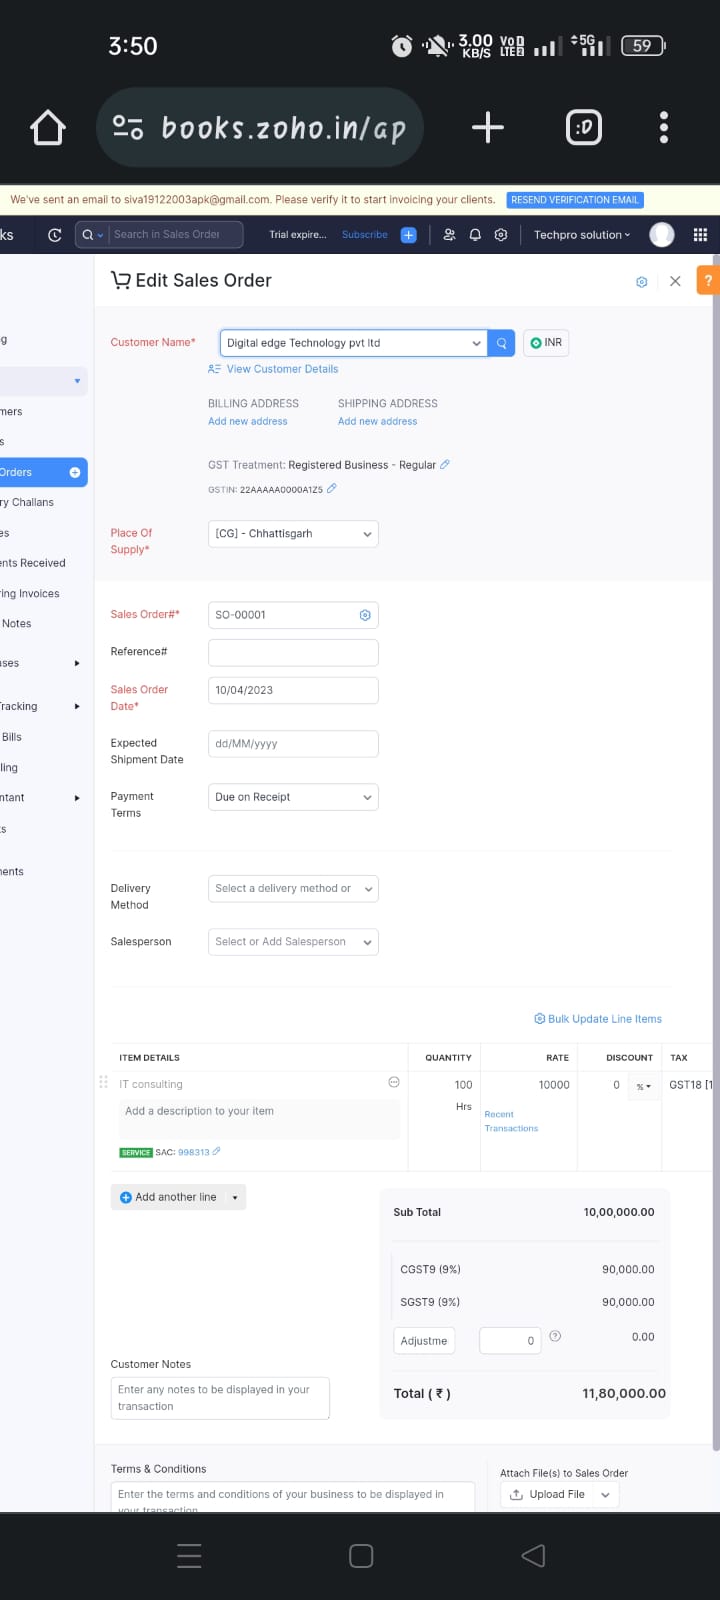 3:50
3.00 KB/S
VoD LTE2
5G
59
books.zoho.in/ap
:D
We've sent an email to siva19122003apk@gmail.com. Please verify it to start invoicing your clients. RESEND VERIFICATION EMAIL
ks
Search in Sales Order
Trial expire... Subscribe
Techpro solution
Edit Sales Order
?
g
mers
s
Orders
ry Challans
es
ents Received
ring Invoices
Notes
ases
Tracking
Bills
ling
ntant
ts
ments
Customer Name*
Digital edge Technology pvt ltd
INR
View Customer Details
BILLING ADDRESS SHIPPING ADDRESS
Add new address Add new address
GST Treatment: Registered Business - Regular
GSTIN: 22AAAAA0000A1Z5
Place Of Supply*
[CG] - Chhattisgarh
Sales Order#*
SO-00001
Reference#
Sales Order Date*
10/04/2023
Expected Shipment Date
dd/MM/yyyy
Payment Terms
Due on Receipt
Delivery Method
Select a delivery method or
Salesperson
Select or Add Salesperson
Bulk Update Line Items
ITEM DETAILS QUANTITY RATE DISCOUNT TAX
IT consulting 100 10000 0 % GST18 [1
Hrs
Add a description to your item
Recent Transactions
SERVICE SAC: 998313
Add another line
Sub Total 10,00,000.00
CGST9 (9%) 90,000.00
SGST9 (9%) 90,000.00
Adjustme 0 ? 0.00
Total ( ₹ ) 11,80,000.00
Customer Notes
Enter any notes to be displayed in your
transaction
Terms & Conditions
Enter the terms and conditions of your business to be displayed in
your transaction
Attach File(s) to Sales Order
Upload File